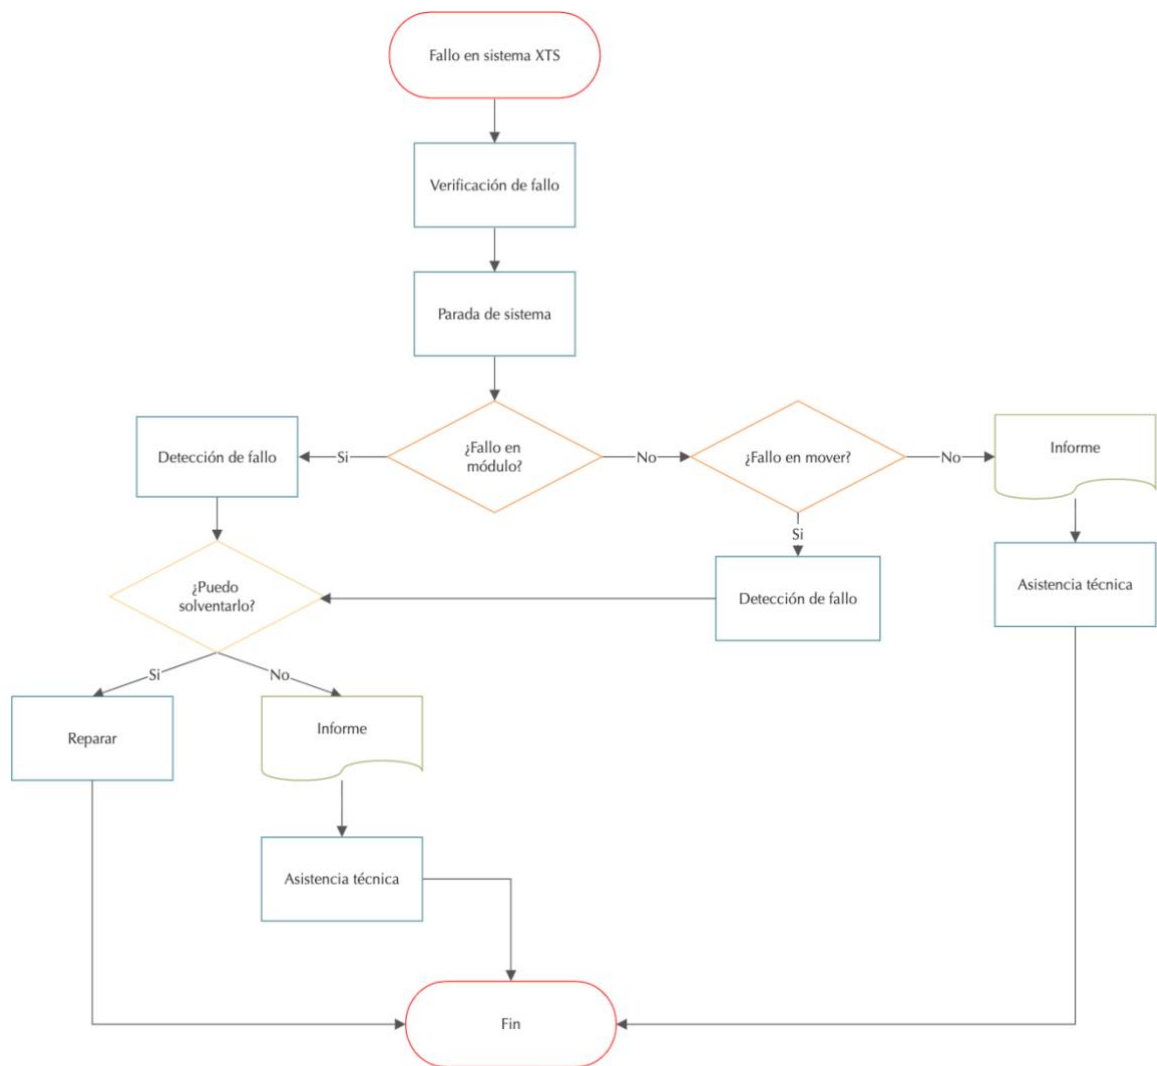 Fallo en sistema XTS
Verificación de fallo
Parada de sistema
Detección de fallo
Si
¿Fallo en
módulo?
No
¿Fallo en mover?
No
Informe
Si
¿Puedo
solventarlo?
Detección de fallo
Asistencia técnica
Si
No
Reparar
Informe
Asistencia técnica
Fin